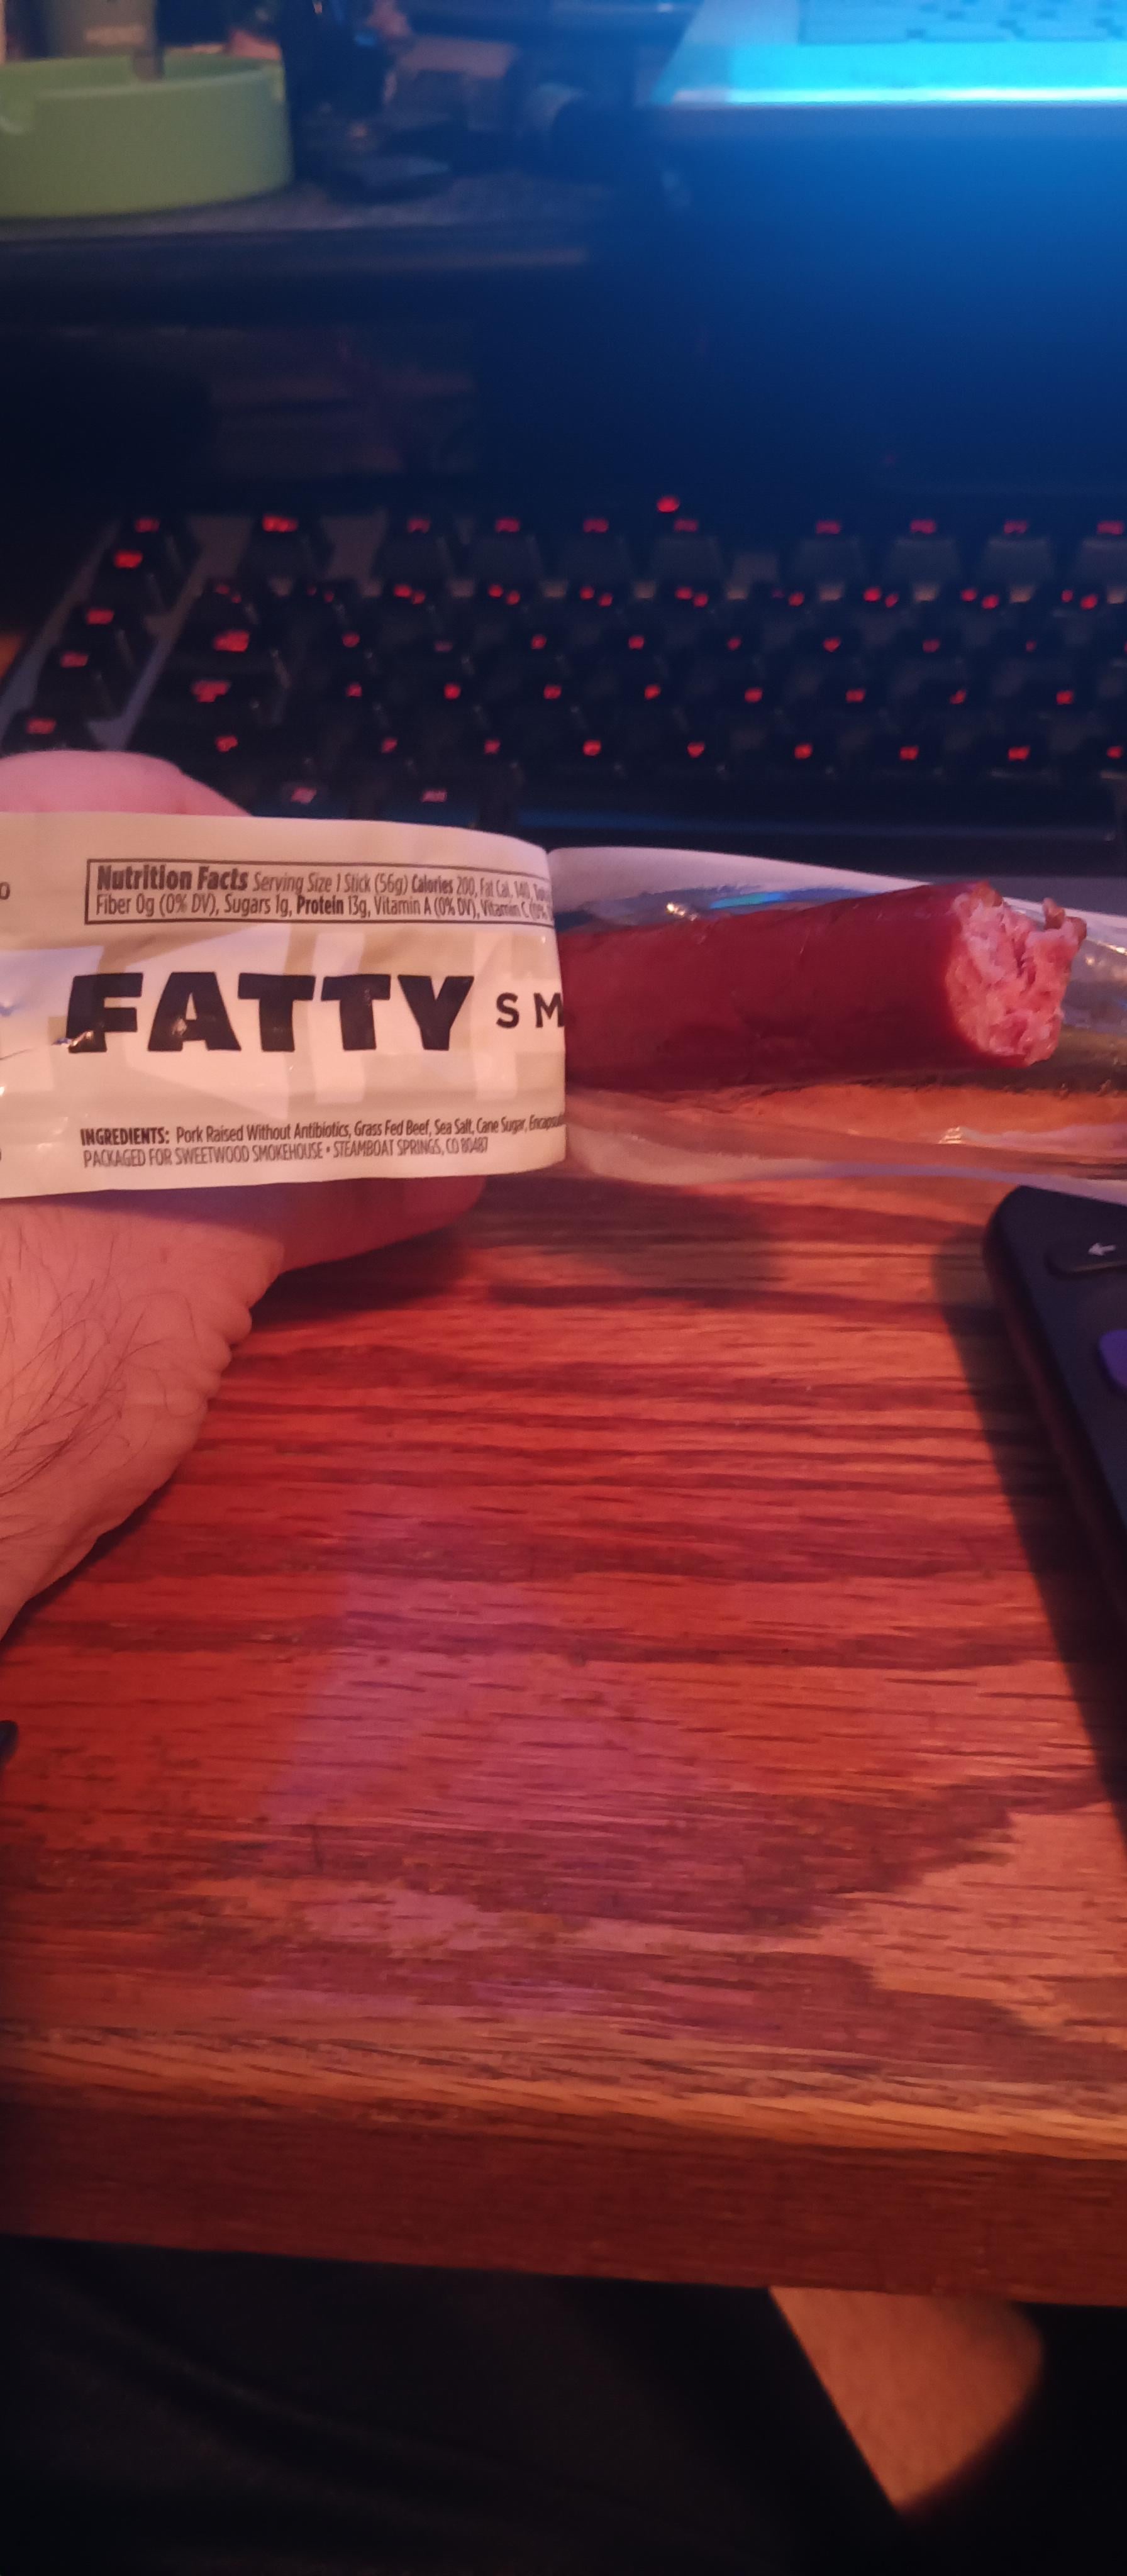 Nutrition Facts Serving Size 1 Stick (56g) Calories 200, Fat Cal. 140,
Fiber 0g (0% DV), Sugars 1g, Protein 13g, Vitamin A (0% DV), Vitamin C (0%
FATTY SM
INGREDIENTS: Pork Raised Without Antibiotics, Grass Fed Beef, Sea Salt, Cane Sugar,
PACKAGED FOR SWEETWOOD SMOKEHOUSE • STEAMBOAT SPRINGS, CO 80487